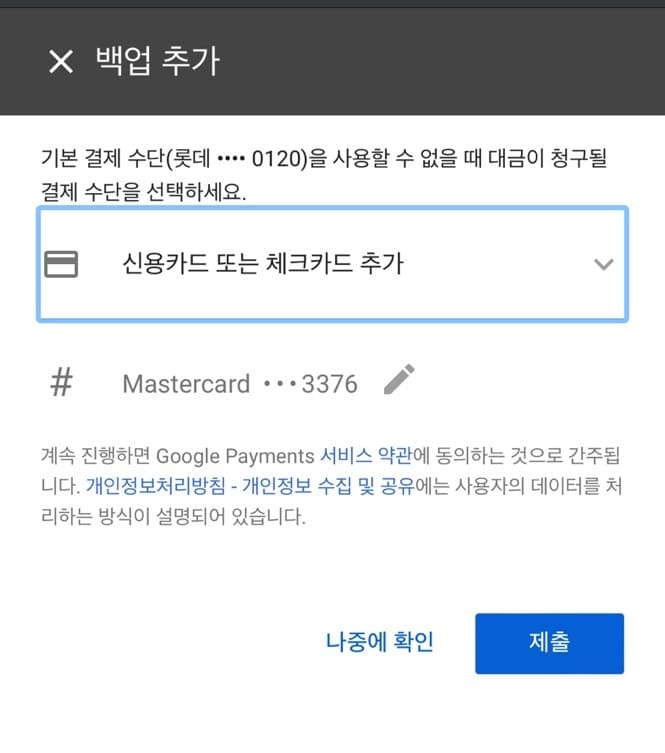 백업 추가
기본 결제 수단(롯데 •••• 0120)을 사용할 수 없을 때 대금이 청구될
결제 수단을 선택하세요.
신용카드 또는 체크카드 추가
# Mastercard •••3376
계속 진행하면 Google Payments 서비스 약관에 동의하는 것으로 간주됩
니다. 개인정보처리방침 - 개인정보 수집 및 공유에는 사용자의 데이터를 처
리하는 방식이 설명되어 있습니다.
나중에 확인 제출